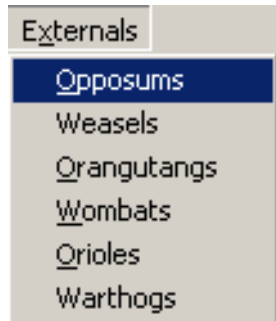 Externals
Opposums
Weasels
Orangutangs
Wombats
Orioles
Warthogs